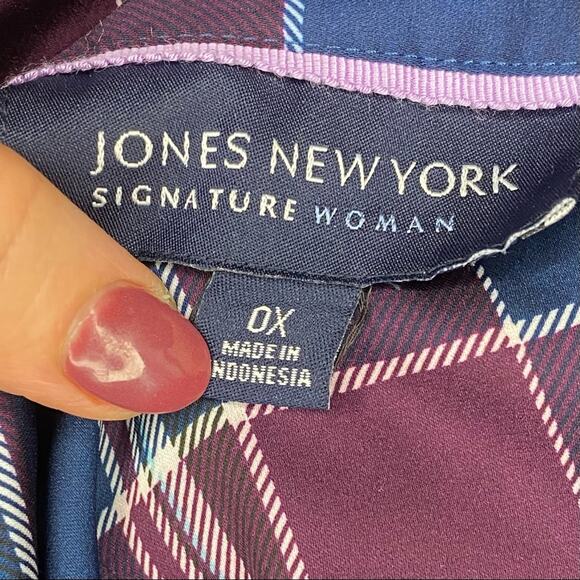 JONES NEW YORK
SIGNATURE WOMAN
0X
MADE IN
INDONESIA